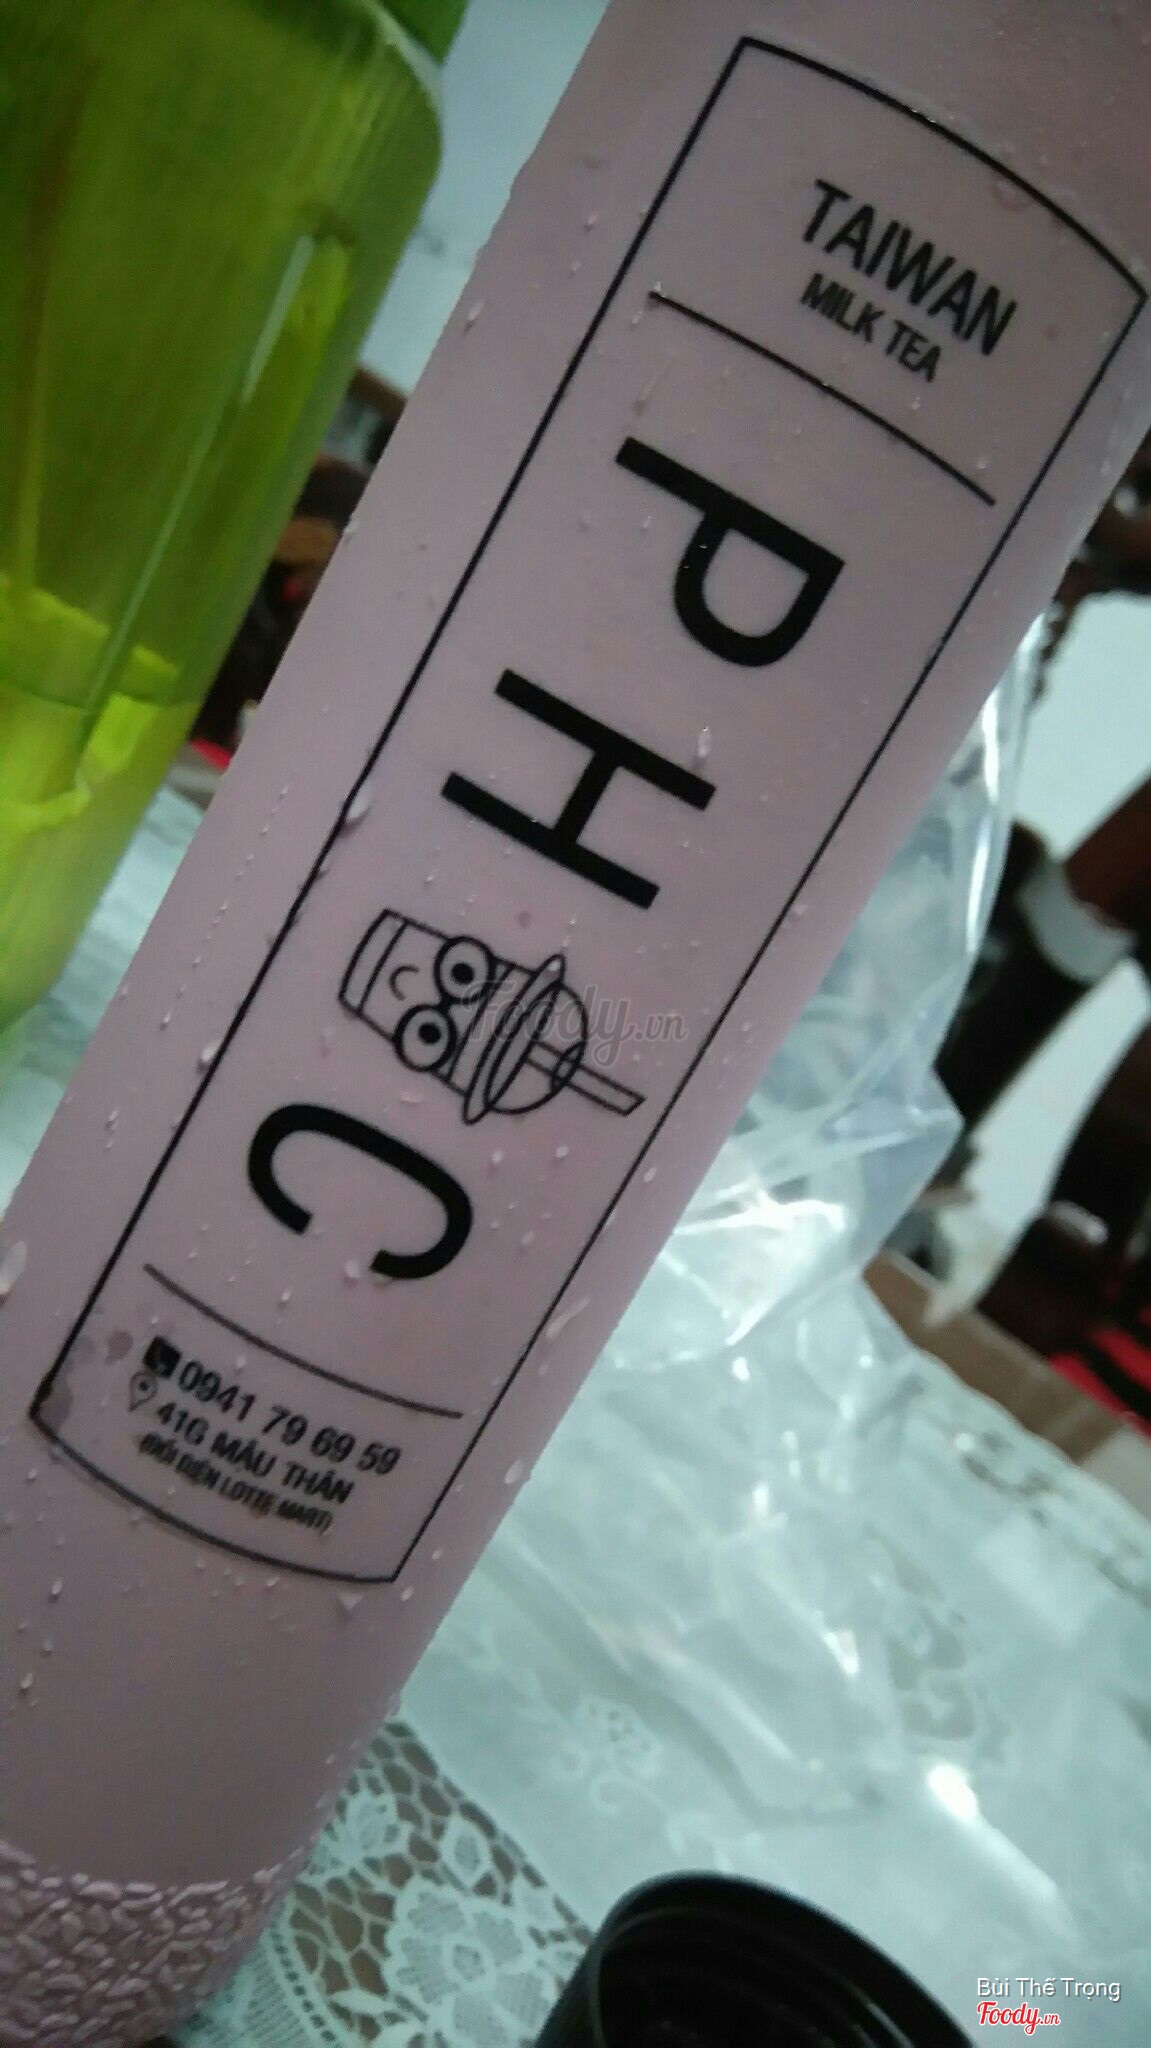 TAIWAN
MILK TEA
P
H
C
0941 79 69 59
41G MẬU THÂN
(ĐỐI DIỆN LOTTE MART)
Foody.vn
Bùi Thế Trọng
Foody.vn